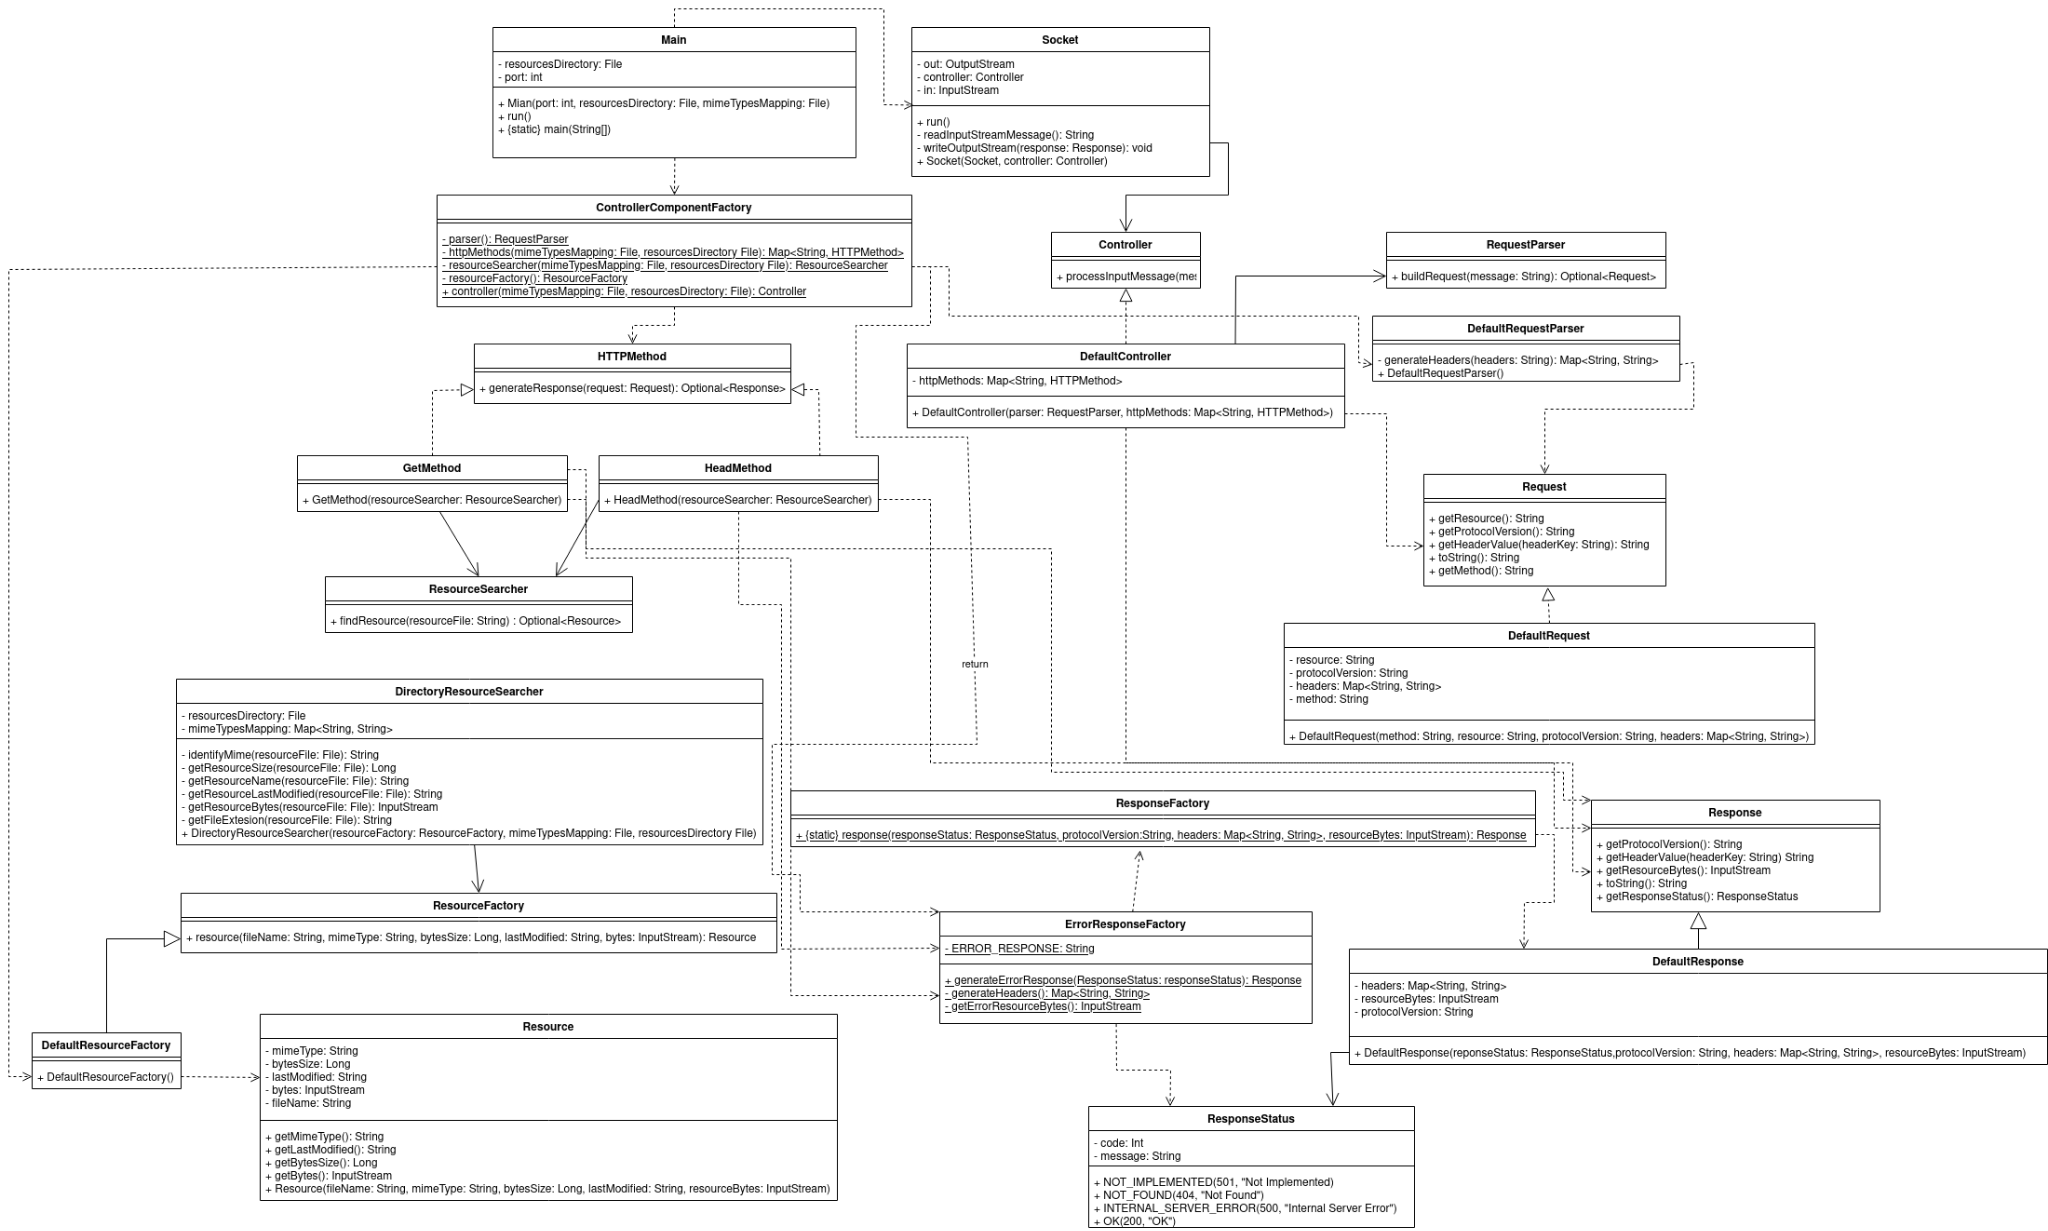 Main
- resourcesDirectory: File
- port: int
+ Mian(port: int, resourcesDirectory: File, mimeTypesMapping: File)
+ run()
+ {static} main(String[])
Socket
- out: OutputStream
- controller: Controller
- in: InputStream
+ run()
- readInputStreamMessage(): String
- writeOutputStream(response: Response): void
+ Socket(Socket, controller: Controller)
ControllerComponentFactory
- parser(): RequestParser
- httpMethods(mimeTypesMapping: File, resourcesDirectory File): Map<String, HTTPMethod>
- resourceSearcher(mimeTypesMapping: File, resourcesDirectory File): ResourceSearcher
- resourceFactory(): ResourceFactory
+ controller(mimeTypesMapping: File, resourcesDirectory: File): Controller
Controller
+ processInputMessage(mes
RequestParser
+ buildRequest(message: String): Optional<Request>
DefaultRequestParser
- generateHeaders(headers: String): Map<String, String>
+ DefaultRequestParser()
HTTPMethod
+ generateResponse(request: Request): Optional<Response>
DefaultController
- httpMethods: Map<String, HTTPMethod>
+ DefaultController(parser: RequestParser, httpMethods: Map<String, HTTPMethod>)
GetMethod
+ GetMethod(resourceSearcher: ResourceSearcher)
HeadMethod
+ HeadMethod(resourceSearcher: ResourceSearcher)
Request
+ getResource(): String
+ getProtocolVersion(): String
+ getHeaderValue(headerKey: String): String
+ toString(): String
+ getMethod(): String
ResourceSearcher
+ findResource(resourceFile: String) : Optional<Resource>
DefaultRequest
- resource: String
- protocolVersion: String
- headers: Map<String, String>
- method: String
+ DefaultRequest(method: String, resource: String, protocolVersion: String, headers: Map<String, String>)
return
DirectoryResourceSearcher
- resourcesDirectory: File
- mimeTypesMapping: Map<String, String>
- identifyMime(resourceFile: File): String
- getResourceSize(resourceFile: File): Long
- getResourceName(resourceFile: File): String
- getResourceLastModified(resourceFile: File): String
- getResourceBytes(resourceFile: File): InputStream
- getFileExtesion(resourceFile: File): String
+ DirectoryResourceSearcher(resourceFactory: ResourceFactory, mimeTypesMapping: File, resourcesDirectory File)
ResponseFactory
+ {static} response(responseStatus: ResponseStatus, protocolVersion:String, headers: Map<String, String>, resourceBytes: InputStream): Response
Response
+ getProtocolVersion(): String
+ getHeaderValue(headerKey: String) String
+ getResourceBytes(): InputStream
+ toString(): String
+ getResponseStatus(): ResponseStatus
ResourceFactory
+ resource(fileName: String, mimeType: String, bytesSize: Long, lastModified: String, bytes: InputStream): Resource
ErrorResponseFactory
- ERROR_RESPONSE: String
+ generateErrorResponse(ResponseStatus: responseStatus): Response
- generateHeaders(): Map<String, String>
- getErrorResourceBytes(): InputStream
DefaultResponse
- headers: Map<String, String>
- resourceBytes: InputStream
- protocolVersion: String
+ DefaultResponse(reponseStatus: ResponseStatus,protocolVersion: String, headers: Map<String, String>, resourceBytes: InputStream)
DefaultResourceFactory
+ DefaultResourceFactory()
Resource
- mimeType: String
- bytesSize: Long
- lastModified: String
- bytes: InputStream
- fileName: String
+ getMimeType(): String
+ getLastModified(): String
+ getBytesSize(): Long
+ getBytes(): InputStream
+ Resource(fileName: String, mimeType: String, bytesSize: Long, lastModified: String, resourceBytes: InputStream)
ResponseStatus
- code: Int
- message: String
+ NOT_IMPLEMENTED(501, "Not Implemented)
+ NOT_FOUND(404, "Not Found")
+ INTERNAL_SERVER_ERROR(500, "Internal Server Error")
+ OK(200, "OK")